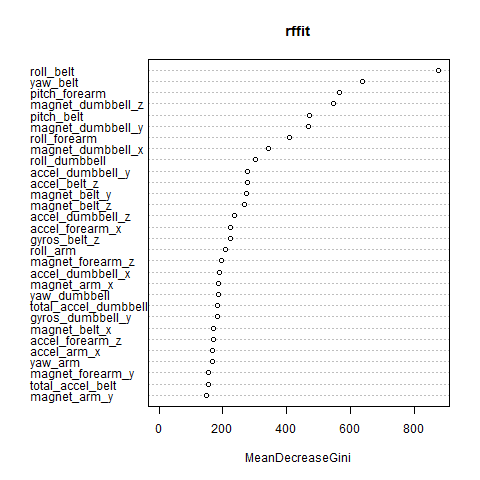 rffit
roll_belt
yaw_belt
pitch_forearm
magnet_dumbbell_z
pitch_belt
magnet_dumbbell_y
roll_forearm
magnet_dumbbell_x
roll_dumbbell
accel_dumbbell_y
accel_belt_z
magnet_belt_y
magnet_belt_z
accel_dumbbell_z
accel_forearm_x
gyros_belt_z
roll_arm
magnet_forearm_z
accel_dumbbell_x
magnet_arm_x
yaw_dumbbell
total_accel_dumbbell
gyros_dumbbell_y
magnet_belt_x
accel_forearm_z
accel_arm_x
yaw_arm
magnet_forearm_y
total_accel_belt
magnet_arm_y
0 200 400 600 800
MeanDecreaseGini